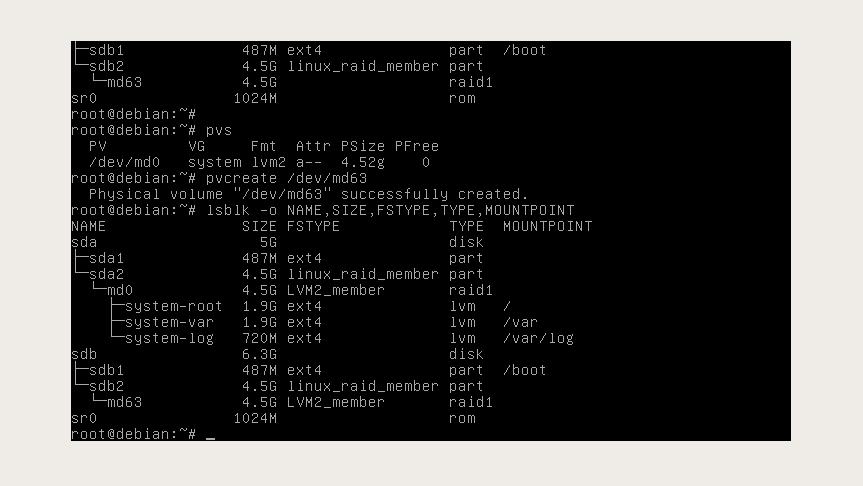 ├─sdb1             487M ext4              part  /boot
└─sdb2             4.5G linux_raid_member part
  └─md63           4.5G                   raid1
sr0               1024M                   rom
root@debian:~#
root@debian:~# pvs
  PV         VG     Fmt  Attr PSize PFree
  /dev/md0   system lvm2 a--  4.52g    0
root@debian:~# pvcreate /dev/md63
  Physical volume "/dev/md63" successfully created.
root@debian:~# lsblk -o NAME,SIZE,FSTYPE,TYPE,MOUNTPOINT
NAME               SIZE FSTYPE            TYPE  MOUNTPOINT
sda                  5G                   disk
├─sda1             487M ext4              part
└─sda2             4.5G linux_raid_member part
  └─md0            4.5G LVM2_member       raid1
    ├─system-root  1.9G ext4              lvm   /
    ├─system-var   1.9G ext4              lvm   /var
    └─system-log   720M ext4              lvm   /var/log
sdb                6.3G                   disk
├─sdb1             487M ext4              part  /boot
└─sdb2             4.5G linux_raid_member part
  └─md63           4.5G LVM2_member       raid1
sr0               1024M                   rom
root@debian:~# _